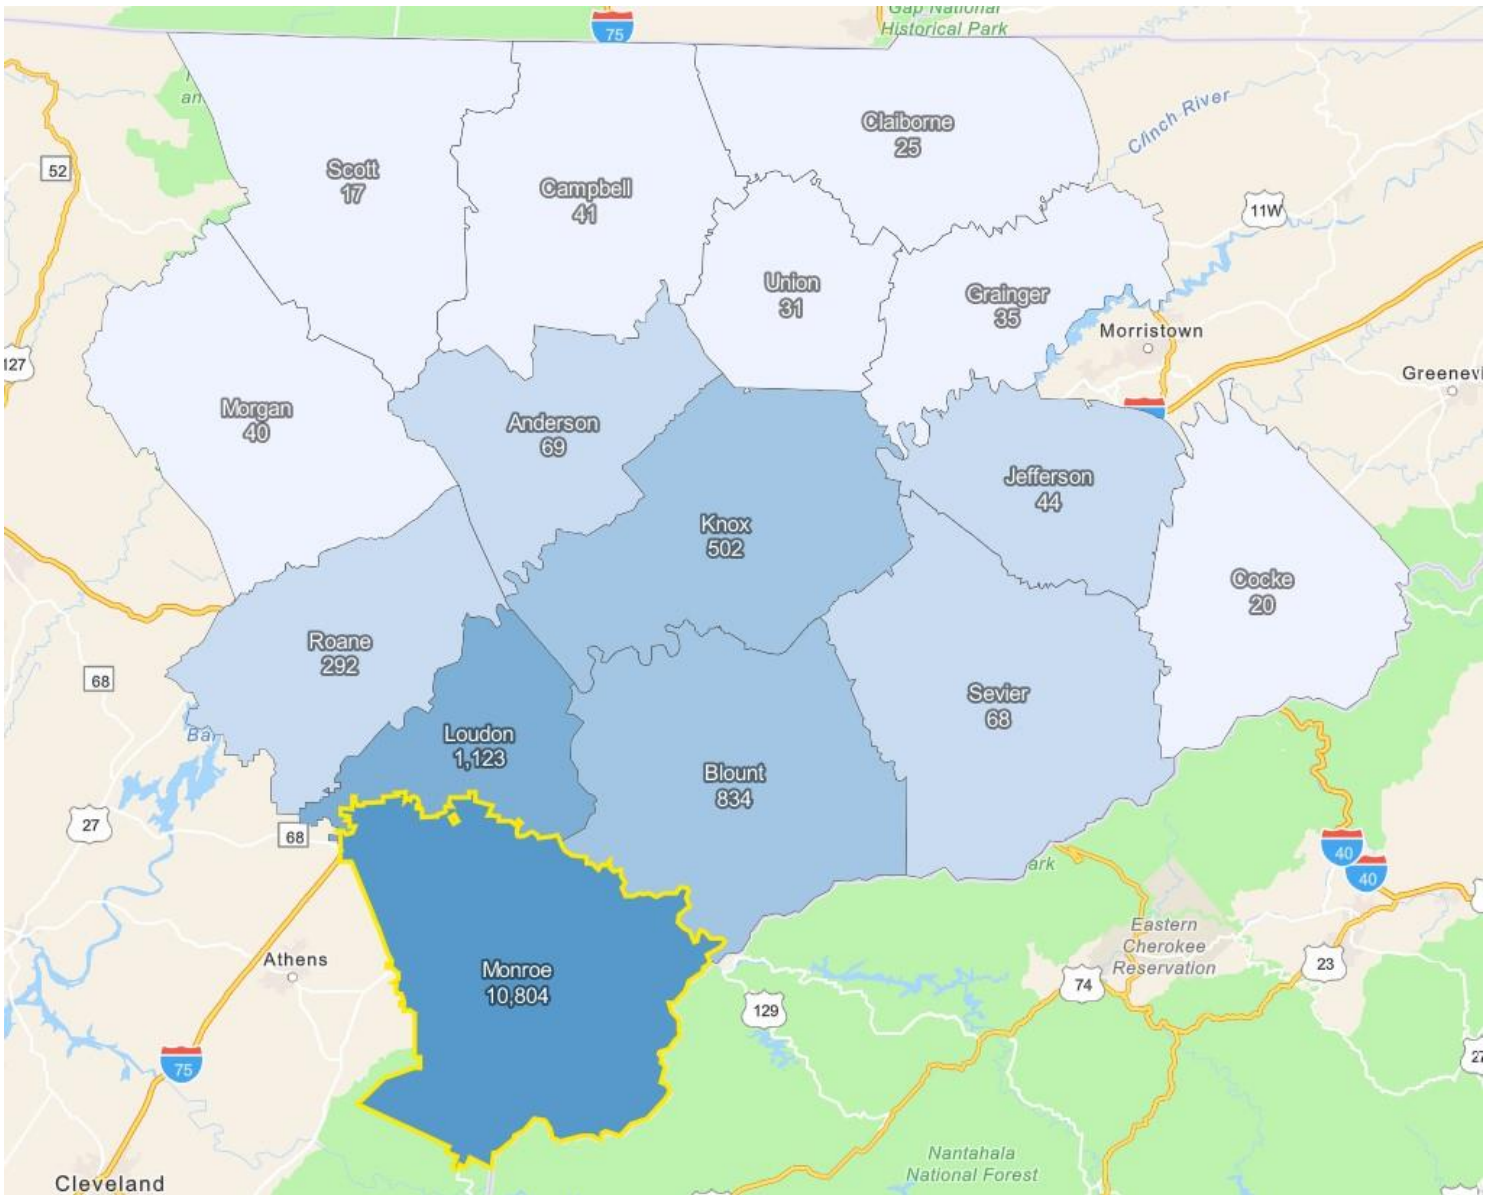 75
Gap National
Historical Park
an
Clinch River
52
Claiborne
25
Scott
17
Campbell
41
11W
Union
31
Grainger
35
Morristown
127
Greenevi
Morgan
40
Anderson
69
Jefferson
44
Knox
502
Cocke
20
Roane
292
68
Sevier
68
Loudon
1,123
Ba
Blount
834
27
68
40
40
ark
Eastern
Cherokee
Reservation
Athens
Monroe
10,804
23
74
129
75
27
Nantahala
National Forest
Cleveland